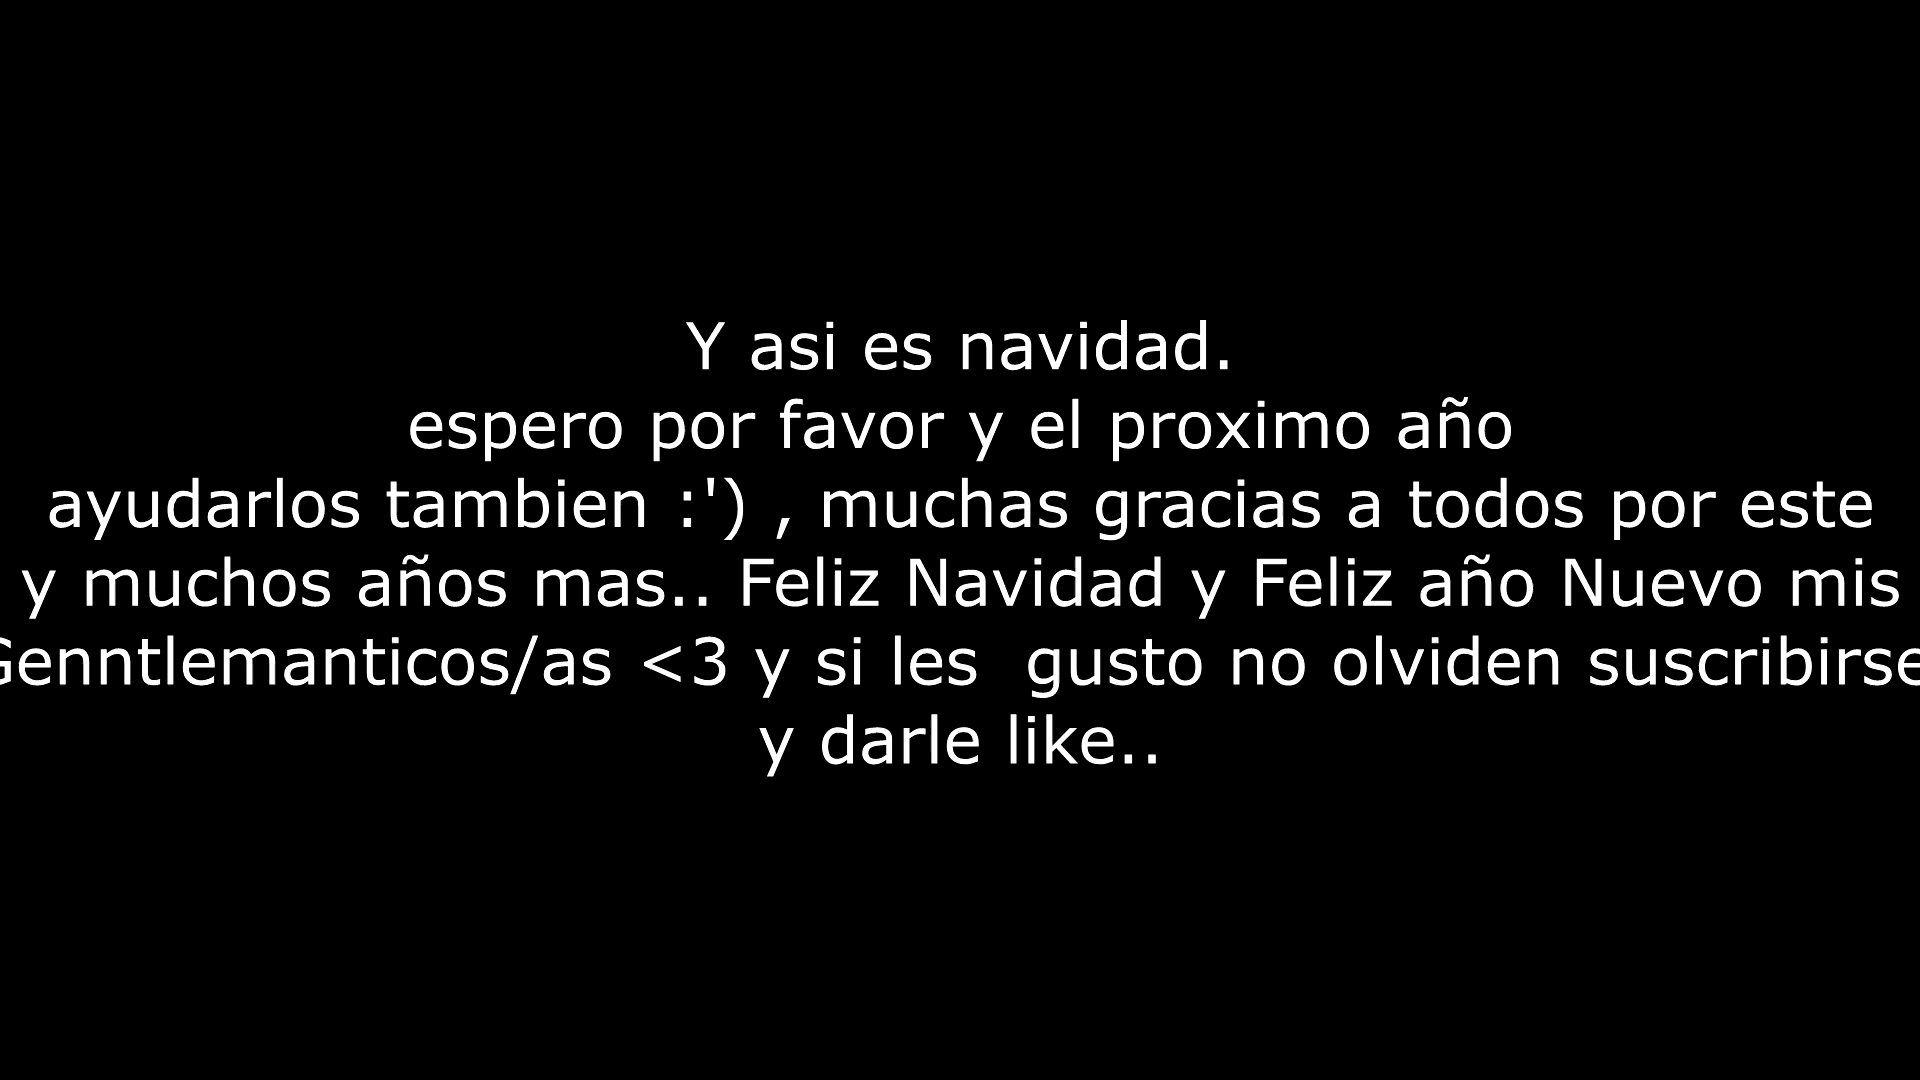 Y asi es navidad.
espero por favor y el proximo año
ayudarlos tambien :') , muchas gracias a todos por este
y muchos años mas.. Feliz Navidad y Feliz año Nuevo mis
Genntlemanticos/as <3 y si les  gusto no olviden suscribirse
y darle like..